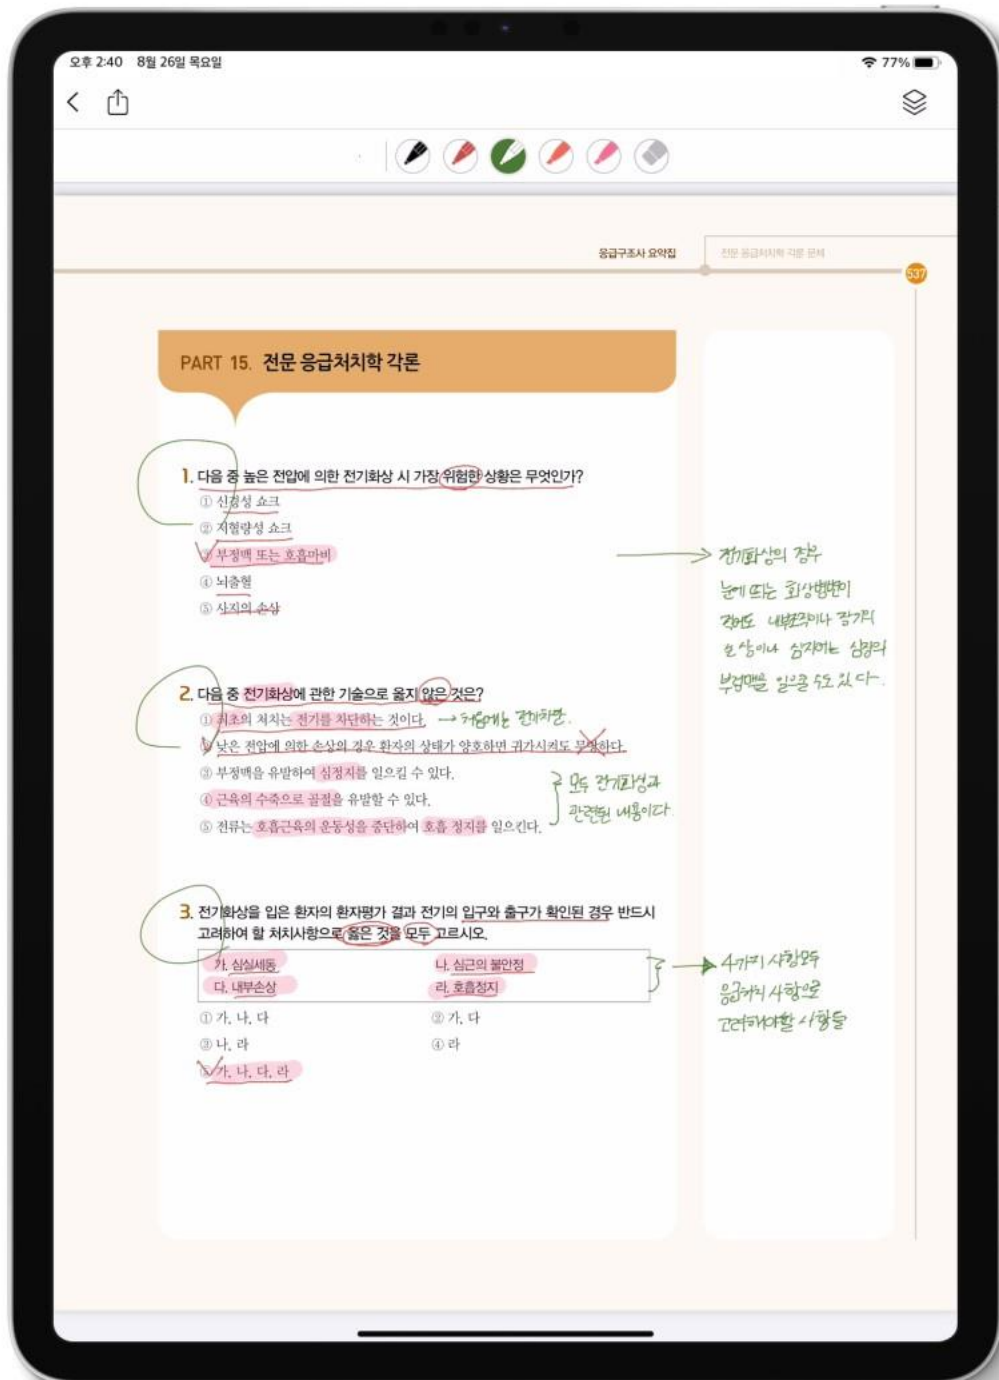 오후 2:40 8월 26일 목요일
77%
응급구조사 요약집
전문 응급처치학 각론 문제
537
PART 15. 전문 응급처치학 각론
1. 다음 중 높은 전압에 의한 전기화상 시 가장 위험한 상황은 무엇인가?
① 신경성 쇼크
② 저혈량성 쇼크
③ 부정맥 또는 호흡마비
④ 뇌출혈
⑤ 사지의 손상
전기화상의 경우
눈에 띄는 화상병변이
적어도 내부조직이나 장기의
손상이나 심지어는 심장의
부정맥을 일으킬 수도 있다.
2. 다음 중 전기화상에 관한 기술으로 옳지 않은 것은?
① 최초의 처치는 전기를 차단하는 것이다. → 처음에는 전기차단.
② 낮은 전압에 의한 손상의 경우 환자의 상태가 양호하면 귀가시켜도 무방하다.
③ 부정맥을 유발하여 심정지를 일으킬 수 있다.
④ 근육의 수축으로 골절을 유발할 수 있다.
⑤ 전류는 호흡근육의 운동성을 중단하여 호흡 정지를 일으킨다.
모두 전기화상과
관련된 내용이다.
3. 전기화상을 입은 환자의 환자평가 결과 전기의 입구와 출구가 확인된 경우 반드시
고려하여 할 처치사항으로 옳은 것을 모두 고르시오.
가. 심실세동 나. 심근의 불안정
다. 내부손상 라. 호흡정지
① 가, 나, 다 ② 가, 다
③ 나, 라 ④ 라
⑤ 가, 나, 다, 라
4가지 사항모두
응급처치 사항으로
고려해야할 사항들